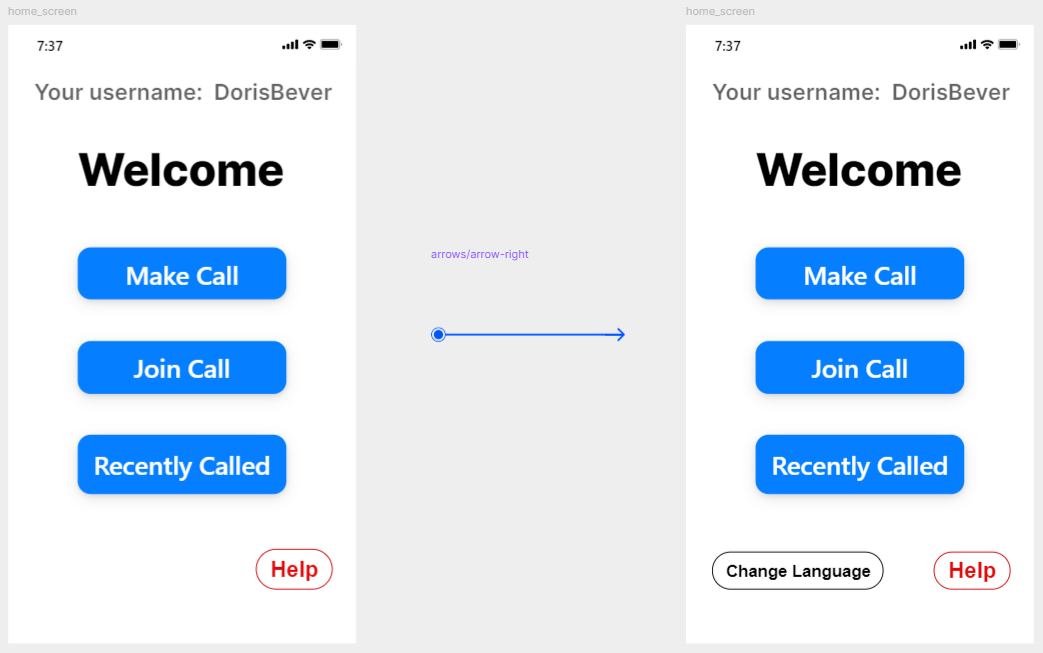 home_screen
7:37
Your username: DorisBever
Welcome
Make Call
Join Call
Recently Called
Help
arrows/arrow-right
home_screen
7:37
Your username: DorisBever
Welcome
Make Call
Join Call
Recently Called
Change Language
Help